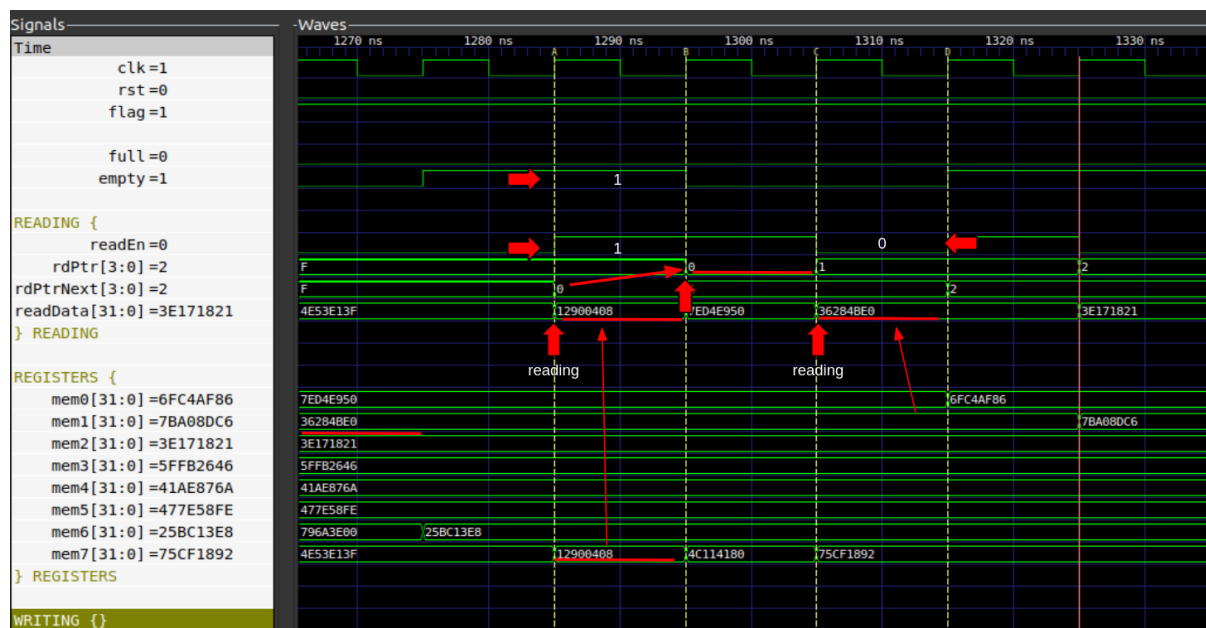 Signals
Waves
Time
1270 ns 1280 ns 1290 ns 1300 ns 1310 ns 1320 ns 1330 ns
A B C D
clk =1
rst =0
flag =1
full =0
empty =1 1
READING {
readEn =0 1 0
rdPtr[3:0] =2 F 0 1 2
rdPtrNext[3:0] =2 F 0 2
readData[31:0] =3E171821 4E53E13F 12900408 7ED4E950 36284BE0 3E171821
} READING
reading reading
REGISTERS {
mem0[31:0] =6FC4AF86 7ED4E950 6FC4AF86
mem1[31:0] =7BA08DC6 36284BE0 7BA08DC6
mem2[31:0] =3E171821 3E171821
mem3[31:0] =5FFB2646 5FFB2646
mem4[31:0] =41AE876A 41AE876A
mem5[31:0] =477E58FE 477E58FE
mem6[31:0] =25BC13E8 796A3E00 25BC13E8
mem7[31:0] =75CF1892 4E53E13F 12900408 4C114180 75CF1892
} REGISTERS
WRITING {}